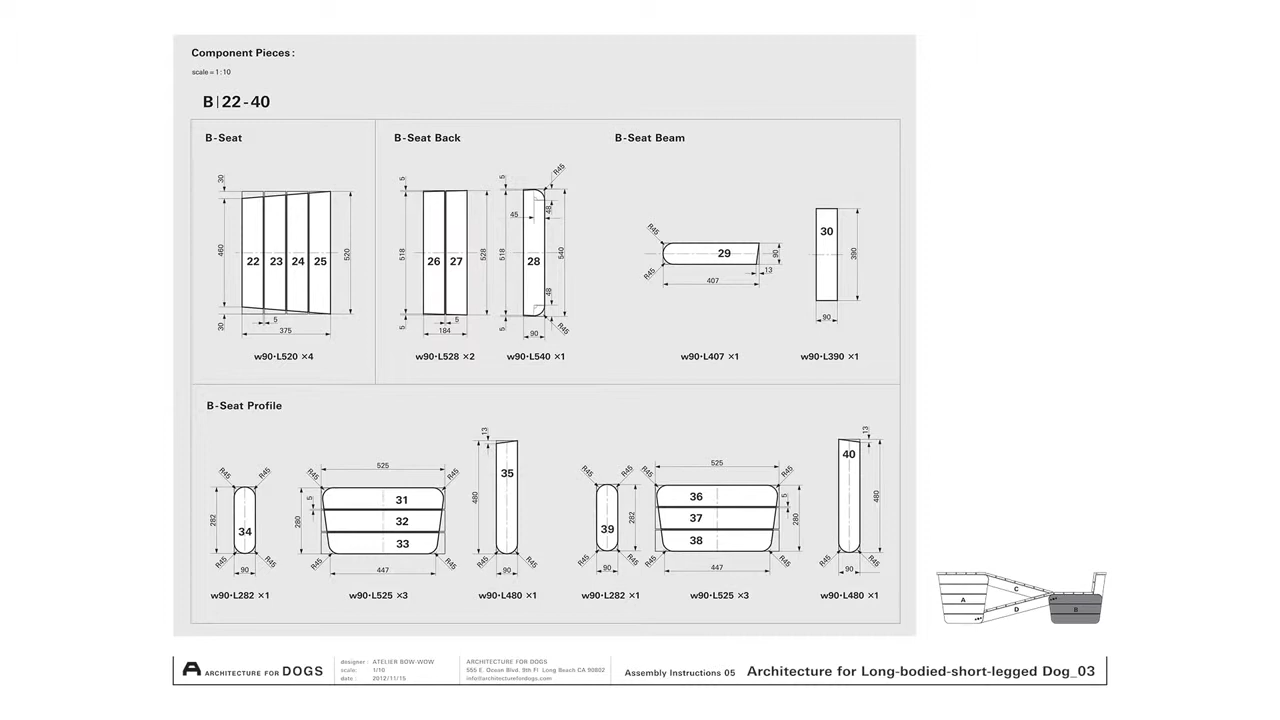 Component Pieces:
scale = 1 : 10
B | 22 - 40
B-Seat
B-Seat Back
B-Seat Beam
30
460
30
22
23
24
25
520
5
375
w90•L520 ×4
5
518
5
26
27
528
5
184
w90•L528 ×2
5
518
5
45
48
28
48
R45
540
R45
90
w90•L540 ×1
R45
R45
29
90
13
407
w90•L407 ×1
30
390
90
w90•L390 ×1
B-Seat Profile
R45
R45
282
34
R45
R45
90
w90•L282 ×1
525
R45
R45
5
280
31
32
33
R45
R45
447
w90•L525 ×3
13
35
480
R45
R45
90
w90•L480 ×1
R45
R45
39
282
R45
R45
90
w90•L282 ×1
525
R45
R45
36
37
38
5
280
R45
R45
447
w90•L525 ×3
13
40
480
R45
R45
90
w90•L480 ×1
A
C
D
B
ARCHITECTURE FOR DOGS
designer : ATELIER BOW-WOW
scale: 1/10
date : 2012/11/15
ARCHITECTURE FOR DOGS
565 E. Ocean Blvd. 9th Fl Long Beach CA 90802
info@architecturefordogs.com
Assembly Instructions 05
Architecture for Long-bodied-short-legged Dog_03